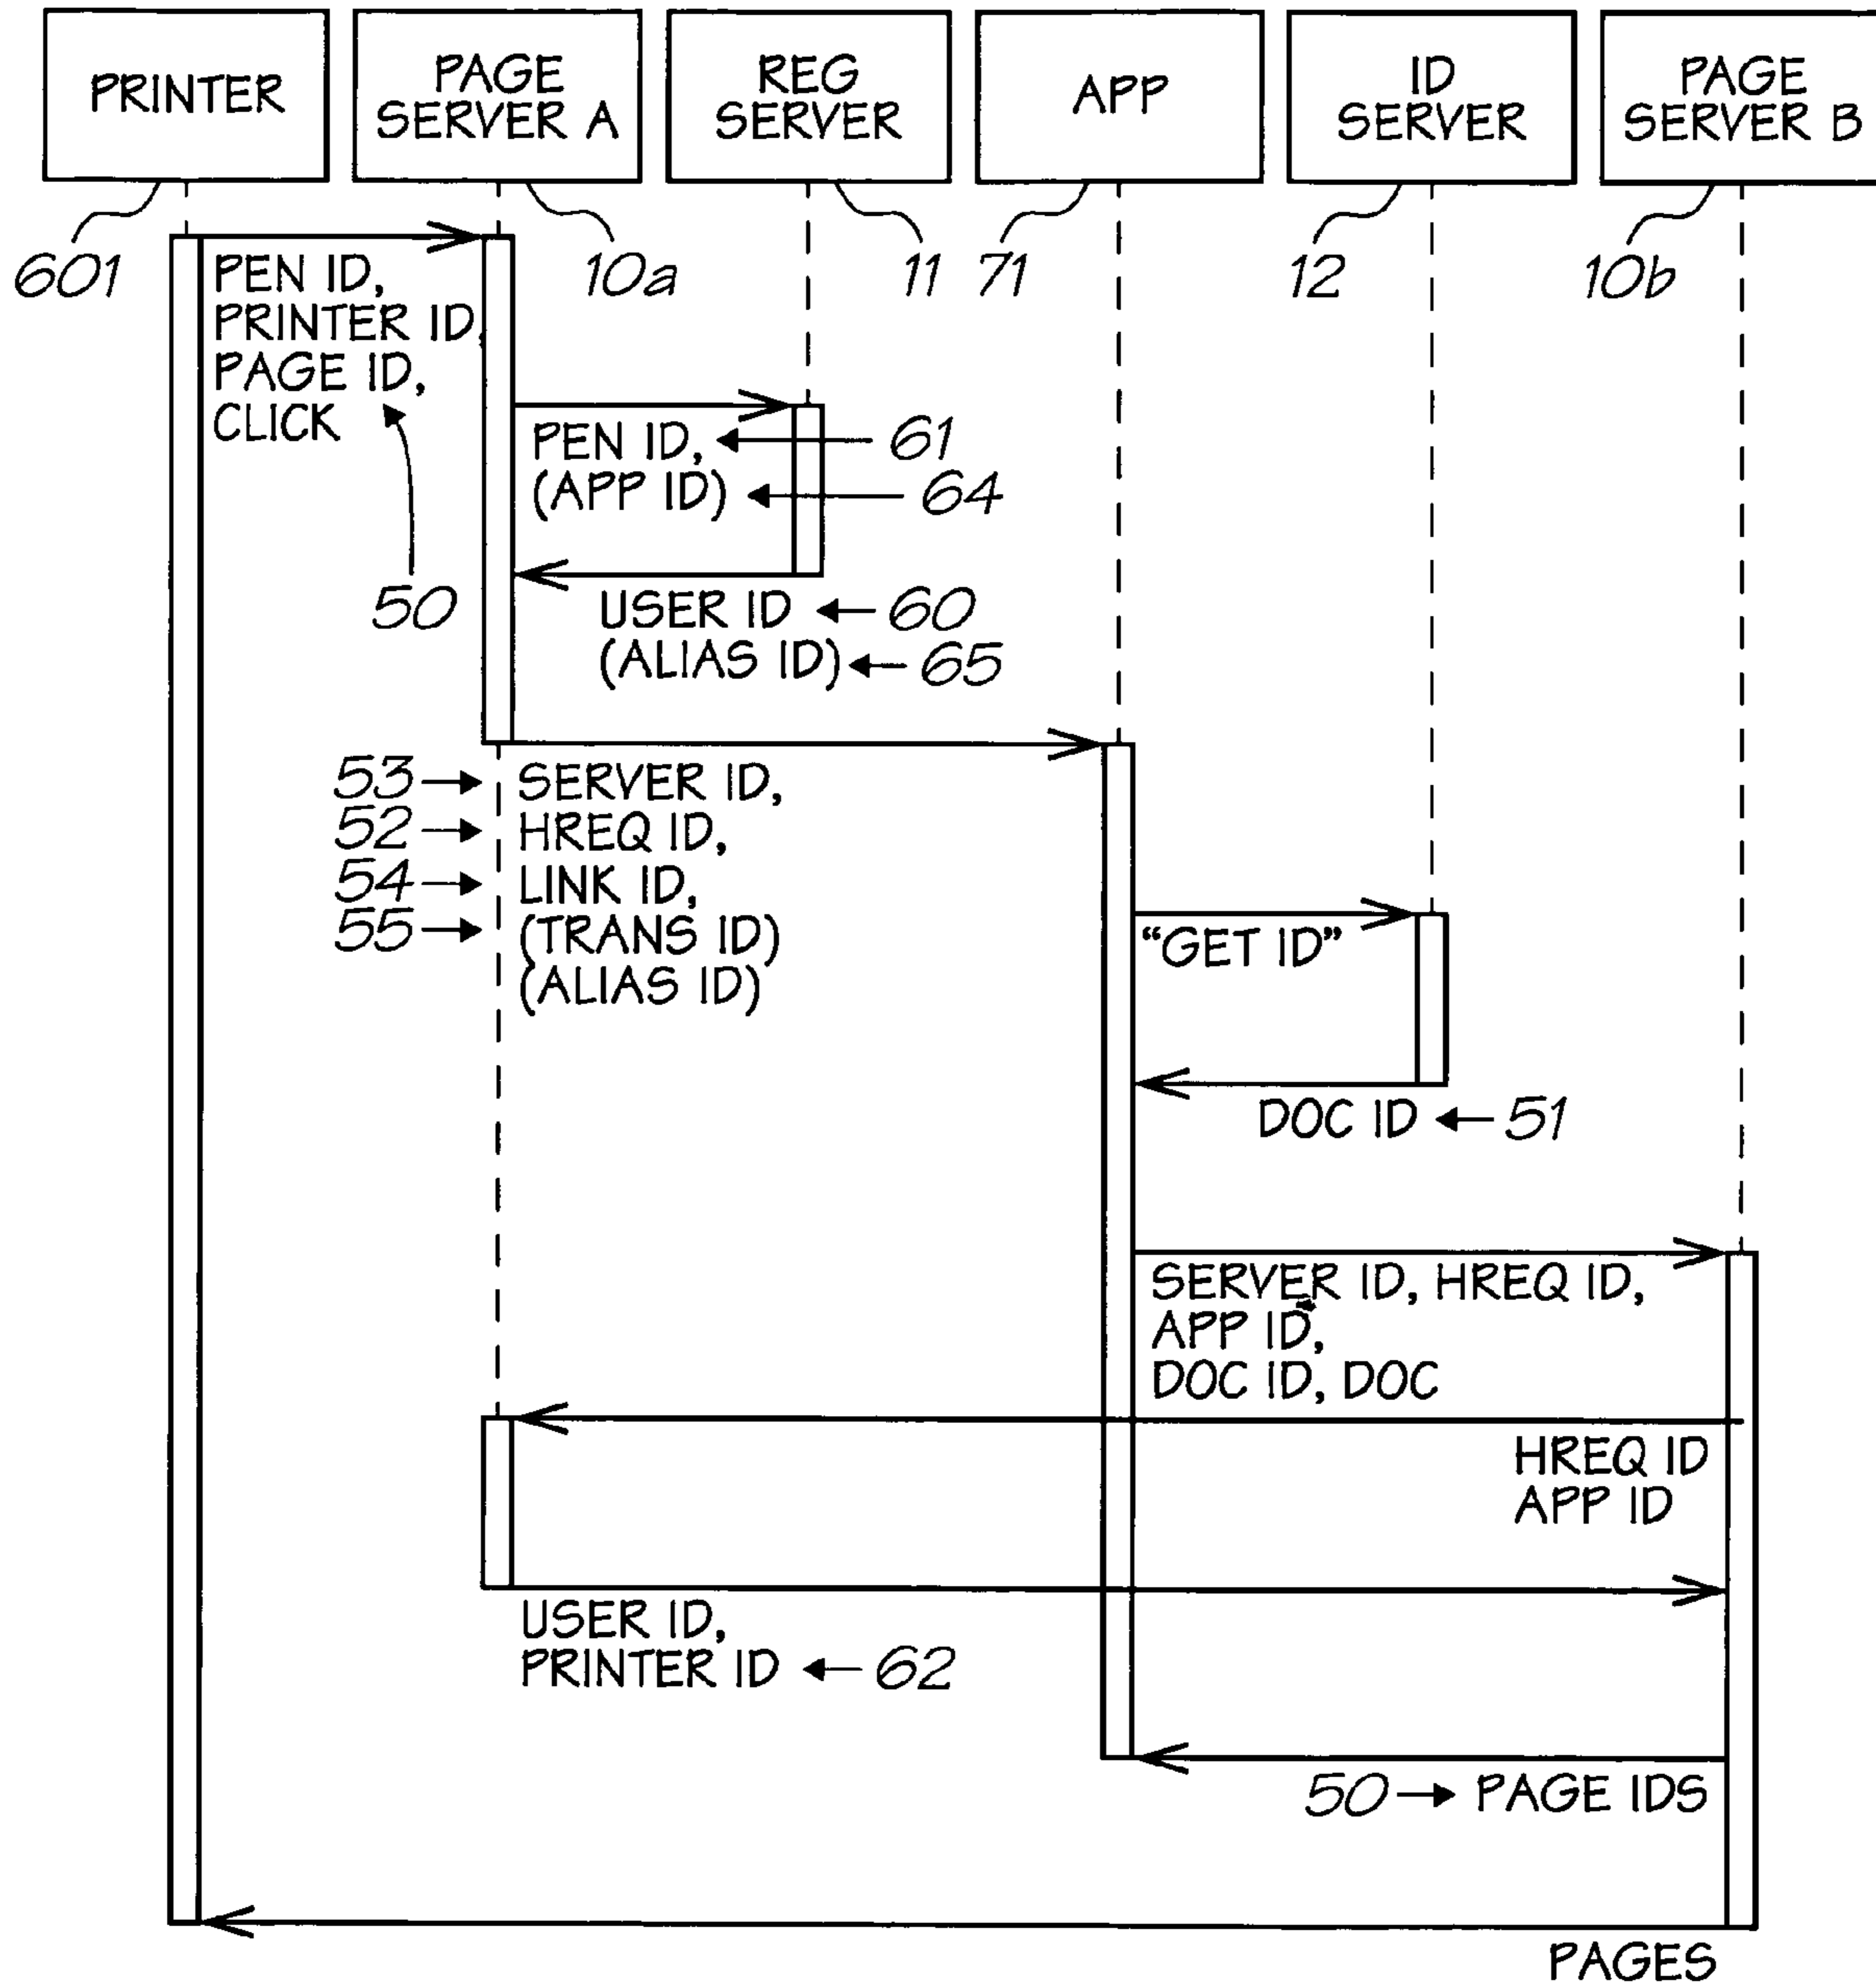 PRINTER
PAGE
SERVER A
REG
SERVER
APP
ID
SERVER
PAGE
SERVER B
601
10a
11
71
12
10b
PEN ID,
PRINTER ID
PAGE ID,
CLICK
50
PEN ID,
61
(APP ID)
64
USER ID
60
(ALIAS ID)
65
53
SERVER ID,
52
HREQ ID,
54
LINK ID,
55
(TRANS ID)
(ALIAS ID)
“GET ID”
DOC ID
51
SERVER ID, HREQ ID,
APP ID,
DOC ID, DOC
HREQ ID
APP ID
USER ID,
PRINTER ID
62
50
PAGE IDS
PAGES